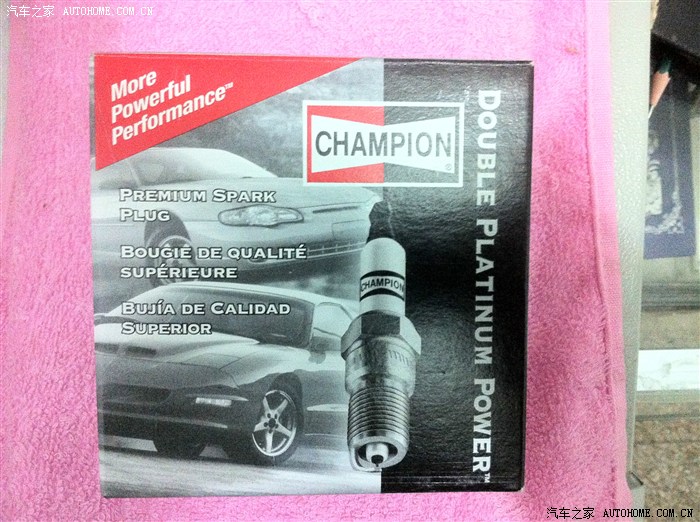 汽车之家 AUTOHOME.COM.CN
More
Powerful
Performance™
CHAMPION®
PREMIUM SPARK
PLUG
BOUGIE DE QUALITÉ
SUPÉRIEURE
BUJÍA DE CALIDAD
SUPERIOR
CHAMPION
DOUBLE PLATINUM POWER™
汽车之家 AUTOHOME.COM.CN